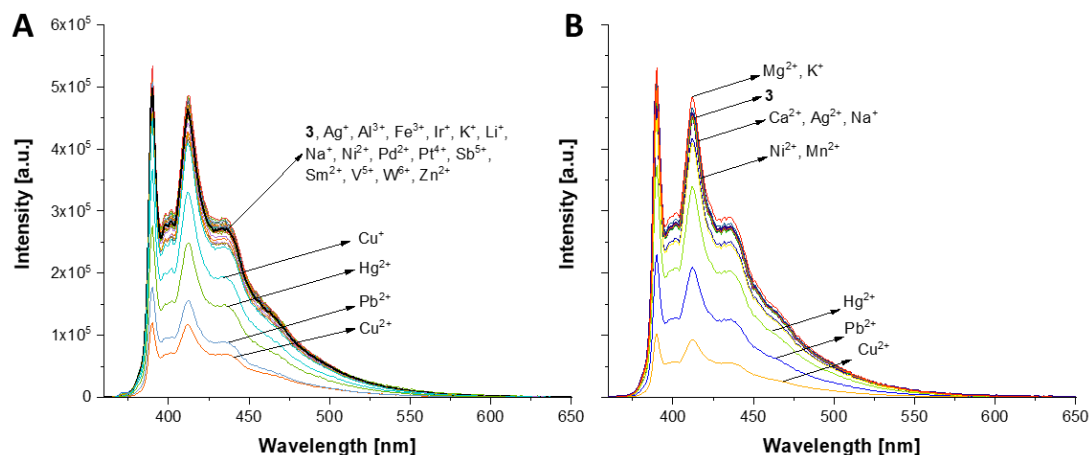 A
6x10⁵
5x10⁵
4x10⁵
3x10⁵
2x10⁵
1x10⁵
0
Intensity [a.u.]
3, Ag⁺, Al³⁺, Fe³⁺, Ir⁺, K⁺, Li⁺,
Na⁺, Ni²⁺, Pd²⁺, Pt⁴⁺, Sb⁵⁺,
Sm²⁺, V⁵⁺, W⁶⁺, Zn²⁺
Cu⁺
Hg²⁺
Pb²⁺
Cu²⁺
400 450 500 550 600 650
Wavelength [nm]
B
Intensity [a.u.]
Mg²⁺, K⁺
3
Ca²⁺, Ag²⁺, Na⁺
Ni²⁺, Mn²⁺
Hg²⁺
Pb²⁺
Cu²⁺
400 450 500 550 600 650
Wavelength [nm]